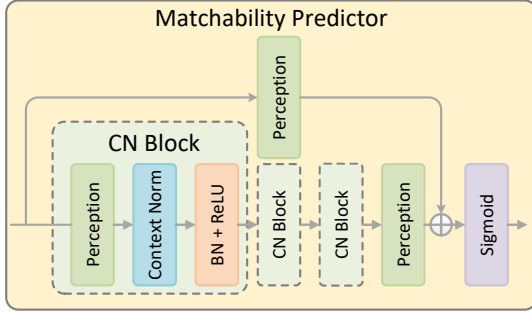 Matchability Predictor
Perception
CN Block
Perception
Context Norm
BN + ReLU
CN Block
CN Block
Perception
Sigmoid